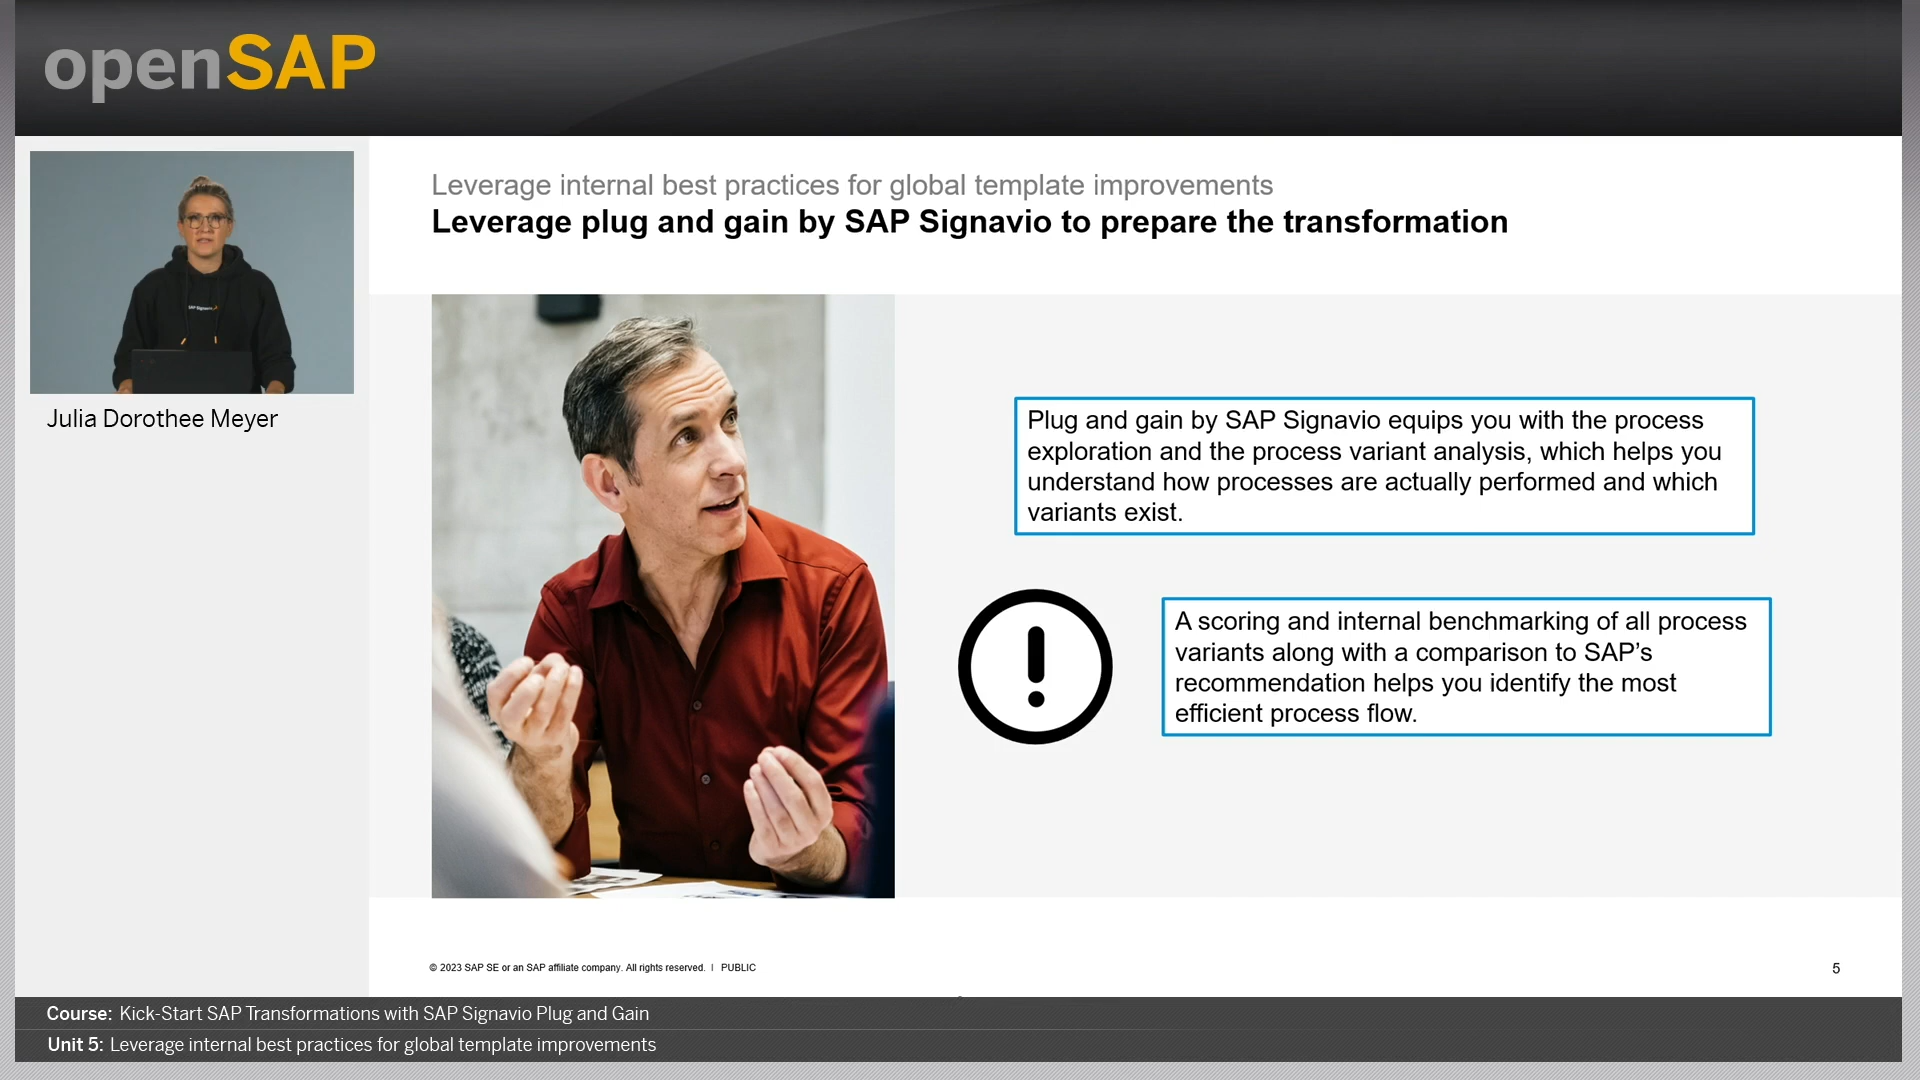 openSAP
Julia Dorothee Meyer
Leverage internal best practices for global template improvements
Leverage plug and gain by SAP Signavio to prepare the transformation
Plug and gain by SAP Signavio equips you with the process
exploration and the process variant analysis, which helps you
understand how processes are actually performed and which
variants exist.
A scoring and internal benchmarking of all process
variants along with a comparison to SAP’s
recommendation helps you identify the most
efficient process flow.
© 2023 SAP SE or an SAP affiliate company. All rights reserved. | PUBLIC
5
Course: Kick-Start SAP Transformations with SAP Signavio Plug and Gain
Unit 5: Leverage internal best practices for global template improvements